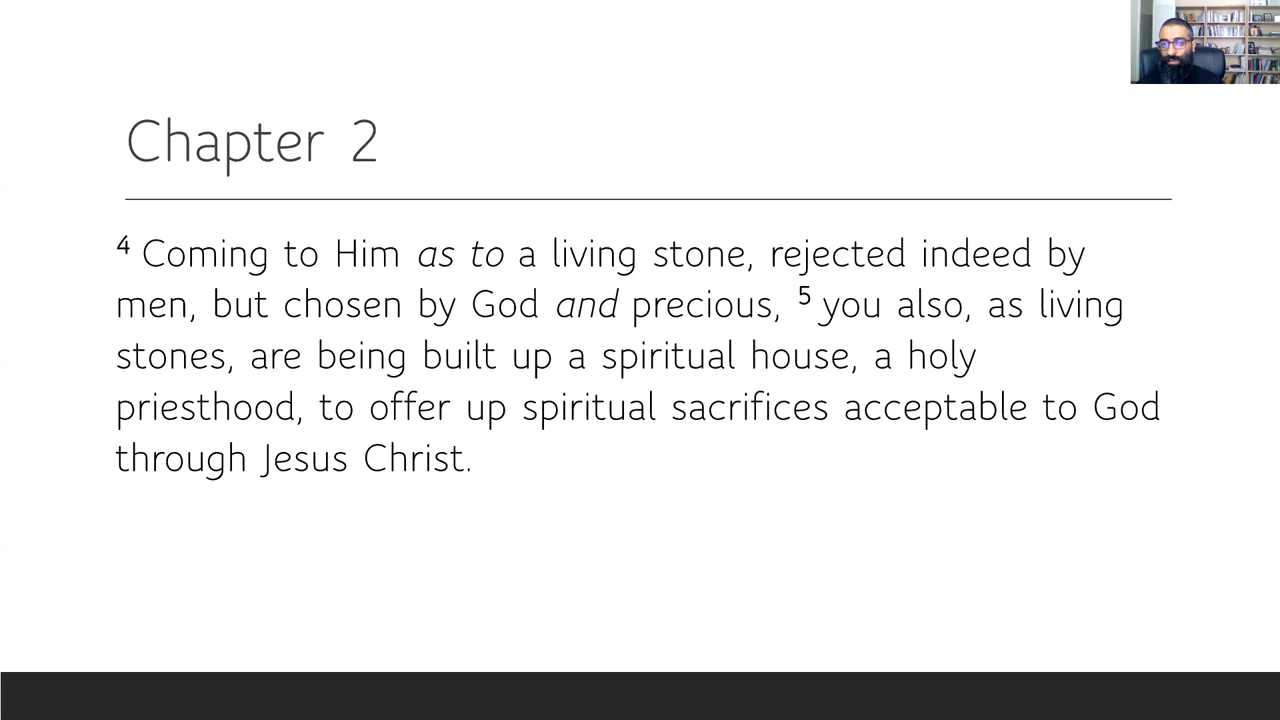 Chapter 2
4 Coming to Him as to a living stone, rejected indeed by
men, but chosen by God and precious, 5 you also, as living
stones, are being built up a spiritual house, a holy
priesthood, to offer up spiritual sacrifices acceptable to God
through Jesus Christ.